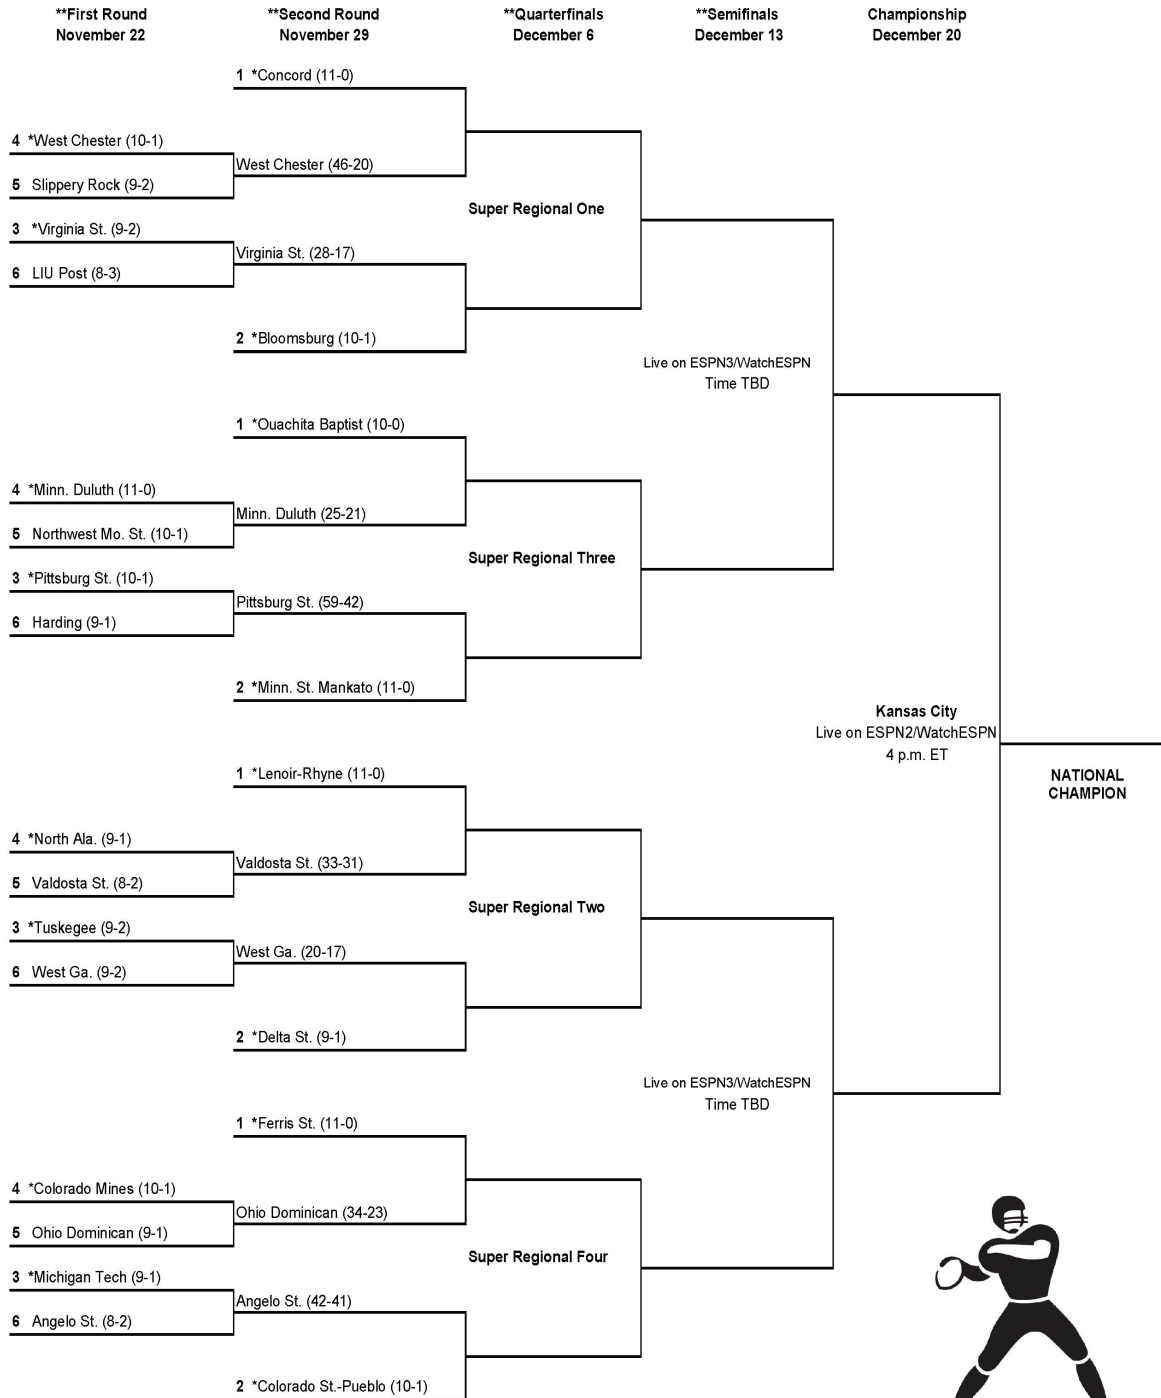 **First Round **Second Round **Quarterfinals **Semifinals Championship
November 22 November 29 December 6 December 13 December 20
1 *Concord (11-0)
4 *West Chester (10-1)
West Chester (46-20)
5 Slippery Rock (9-2)
Super Regional One
3 *Virginia St. (9-2)
Virginia St. (28-17)
6 LIU Post (8-3)
2 *Bloomsburg (10-1)
Live on ESPN3/WatchESPN
Time TBD
1 *Ouachita Baptist (10-0)
4 *Minn. Duluth (11-0)
Minn. Duluth (25-21)
5 Northwest Mo. St. (10-1)
Super Regional Three
3 *Pittsburg St. (10-1)
Pittsburg St. (59-42)
6 Harding (9-1)
2 *Minn. St. Mankato (11-0)
Kansas City
Live on ESPN2/WatchESPN
4 p.m. ET
NATIONAL
CHAMPION
1 *Lenoir-Rhyne (11-0)
4 *North Ala. (9-1)
Valdosta St. (33-31)
5 Valdosta St. (8-2)
Super Regional Two
3 *Tuskegee (9-2)
West Ga. (20-17)
6 West Ga. (9-2)
2 *Delta St. (9-1)
Live on ESPN3/WatchESPN
Time TBD
1 *Ferris St. (11-0)
4 *Colorado Mines (10-1)
Ohio Dominican (34-23)
5 Ohio Dominican (9-1)
Super Regional Four
3 *Michigan Tech (9-1)
Angelo St. (42-41)
6 Angelo St. (8-2)
2 *Colorado St.-Pueblo (10-1)